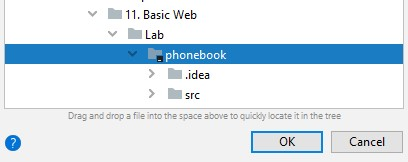 11. Basic Web
Lab
phonebook
.idea
src
Drag and drop a file into the space above to quickly locate it in the tree
? OK Cancel